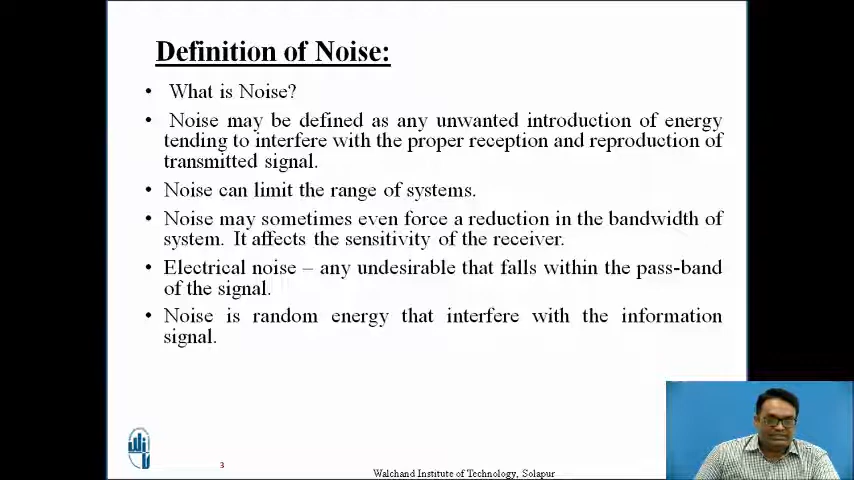 Definition of Noise:
• What is Noise?
• Noise may be defined as any unwanted introduction of energy
tending to interfere with the proper reception and reproduction of
transmitted signal.
• Noise can limit the range of systems.
• Noise may sometimes even force a reduction in the bandwidth of
system. It affects the sensitivity of the receiver.
• Electrical noise – any undesirable that falls within the pass-band
of the signal.
• Noise is random energy that interfere with the information
signal.
3
Walchand Institute of Technology, Solapur